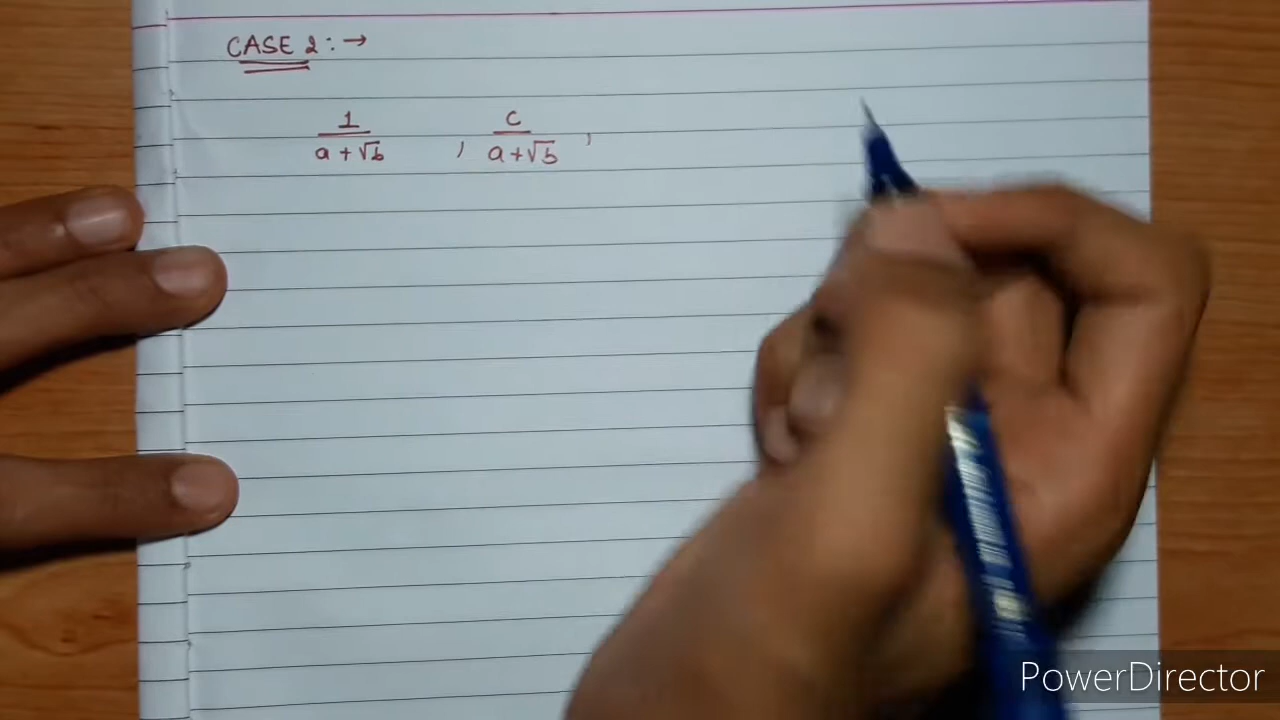 CASE 2 : →
1/(a + √b) , c/(a + √b) ,
PowerDirector